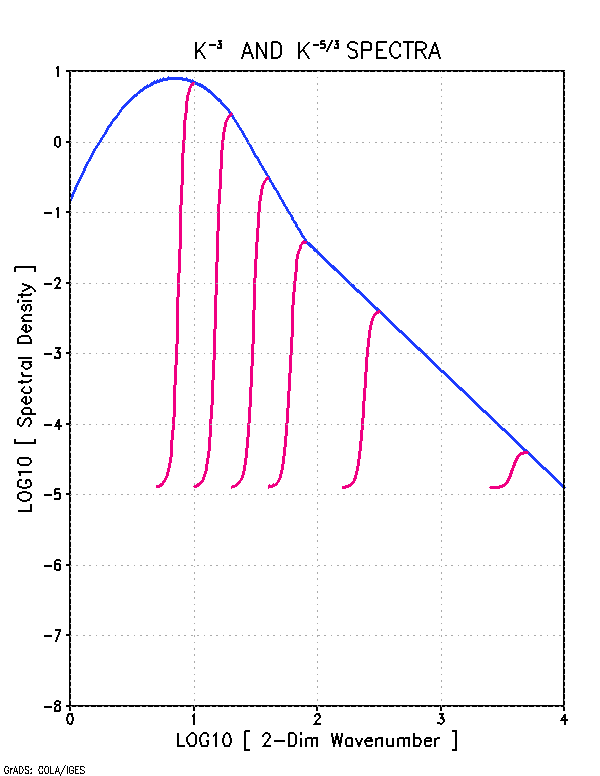 K⁻³ AND K⁻⁵/³ SPECTRA
1
0
−1
−2
−3
−4
−5
−6
−7
−8
LOG10 [ Spectral Density ]
0 1 2 3 4
LOG10 [ 2−Dim Wavenumber ]
GrADS: COLA/IGES